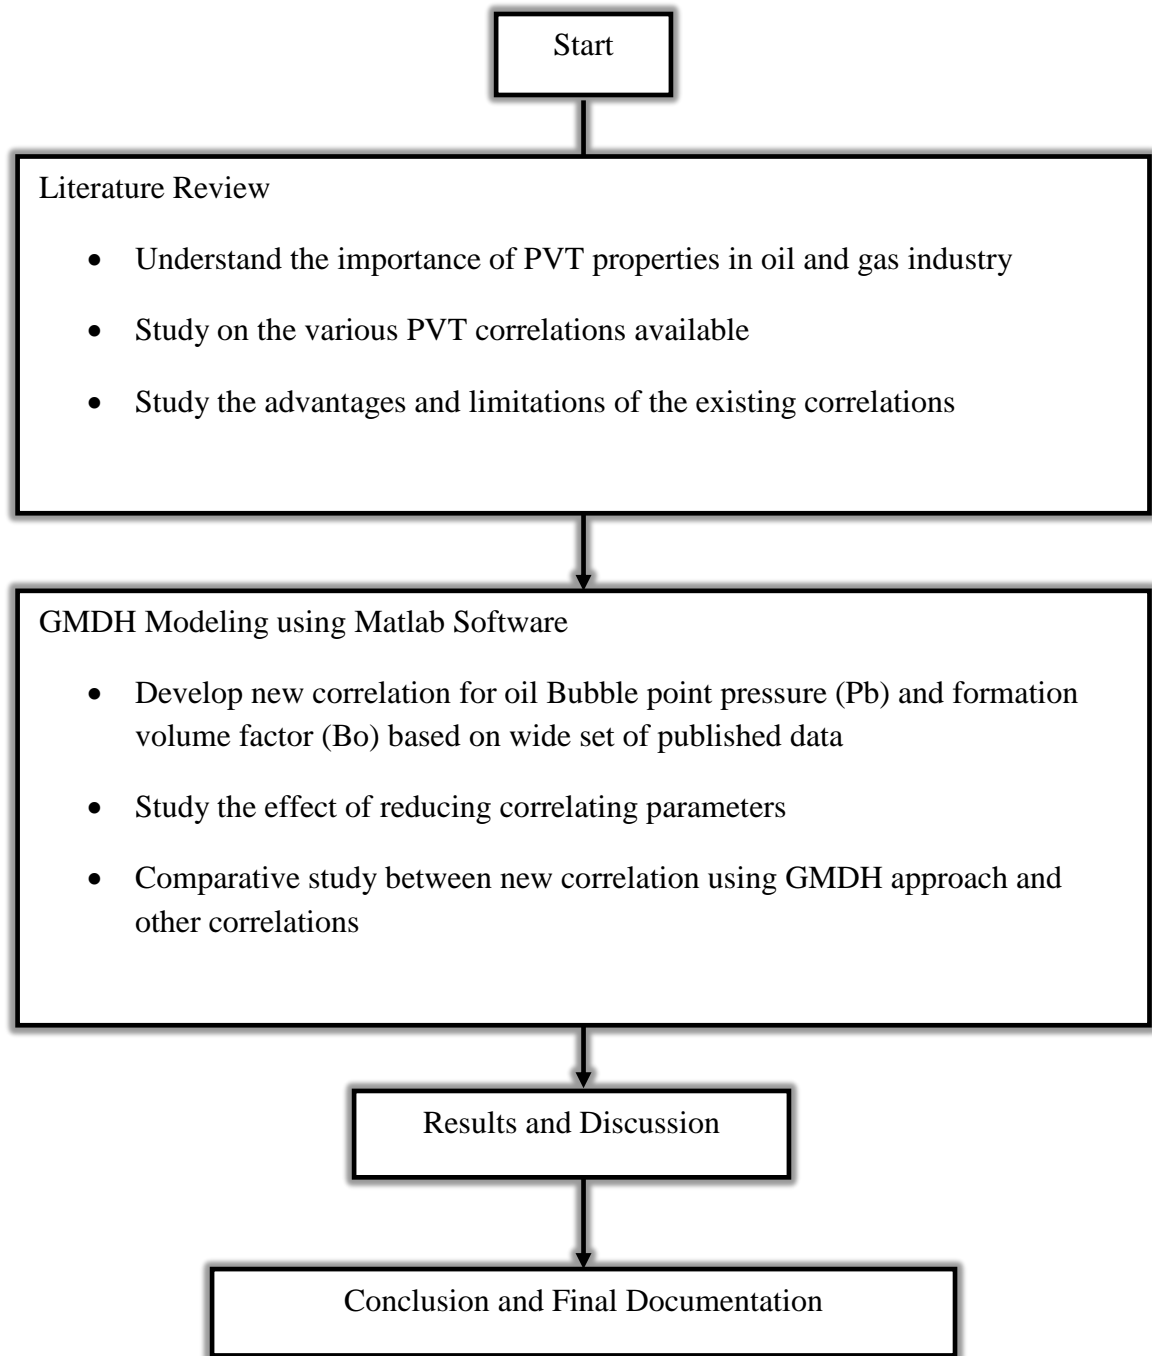 Start
Literature Review
• Understand the importance of PVT properties in oil and gas industry
• Study on the various PVT correlations available
• Study the advantages and limitations of the existing correlations
GMDH Modeling using Matlab Software
• Develop new correlation for oil Bubble point pressure (Pb) and formation
volume factor (Bo) based on wide set of published data
• Study the effect of reducing correlating parameters
• Comparative study between new correlation using GMDH approach and
other correlations
Results and Discussion
Conclusion and Final Documentation